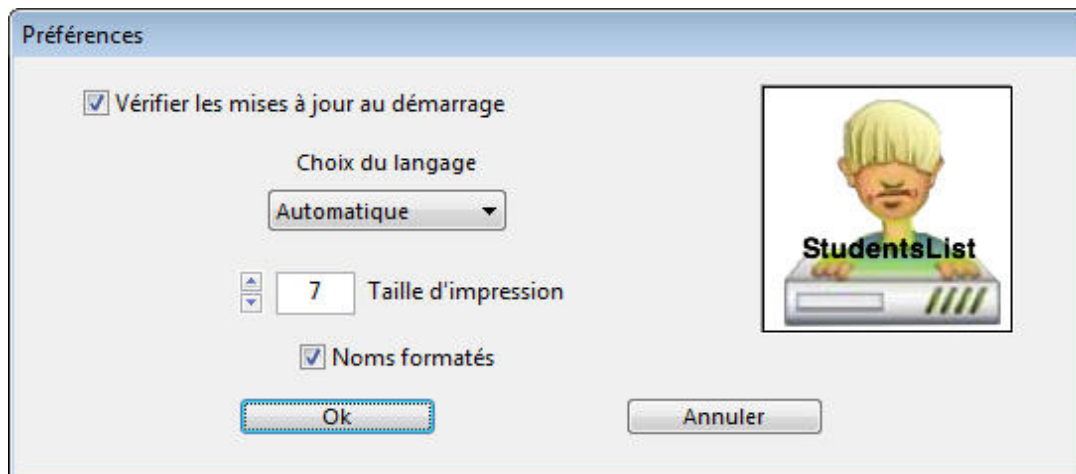 Préférences
Vérifier les mises à jour au démarrage
Choix du langage
Automatique
7 Taille d'impression
Noms formatés
Ok Annuler
StudentsList